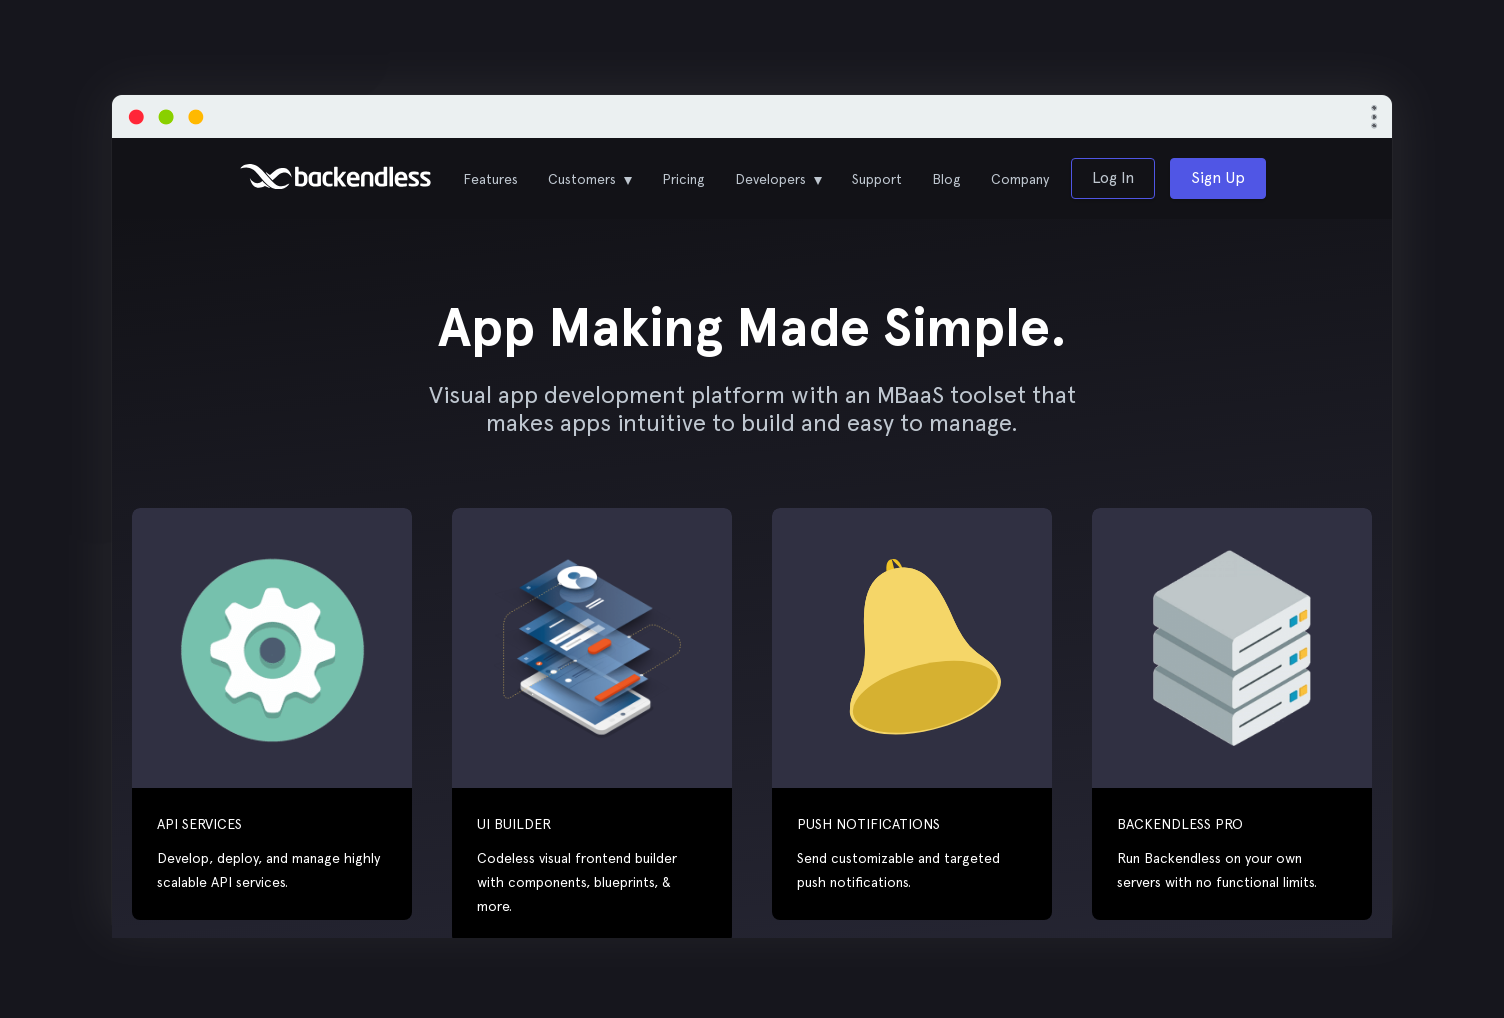 backendless Features Customers ▼ Pricing Developers ▼ Support Blog Company Log In Sign Up
App Making Made Simple.
Visual app development platform with an MBaaS toolset that
makes apps intuitive to build and easy to manage.
API SERVICES
Develop, deploy, and manage highly
scalable API services.
UI BUILDER
Codeless visual frontend builder
with components, blueprints, &
more.
PUSH NOTIFICATIONS
Send customizable and targeted
push notifications.
BACKENDLESS PRO
Run Backendless on your own
servers with no functional limits.